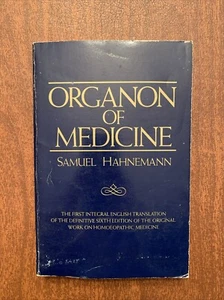 ORGANON
OF
MEDICINE
SAMUEL HAHNEMANN
THE FIRST INTEGRAL ENGLISH TRANSLATION
OF THE DEFINITIVE SIXTH EDITION OF THE ORIGINAL
WORK ON HOMOEOPATHIC MEDICINE